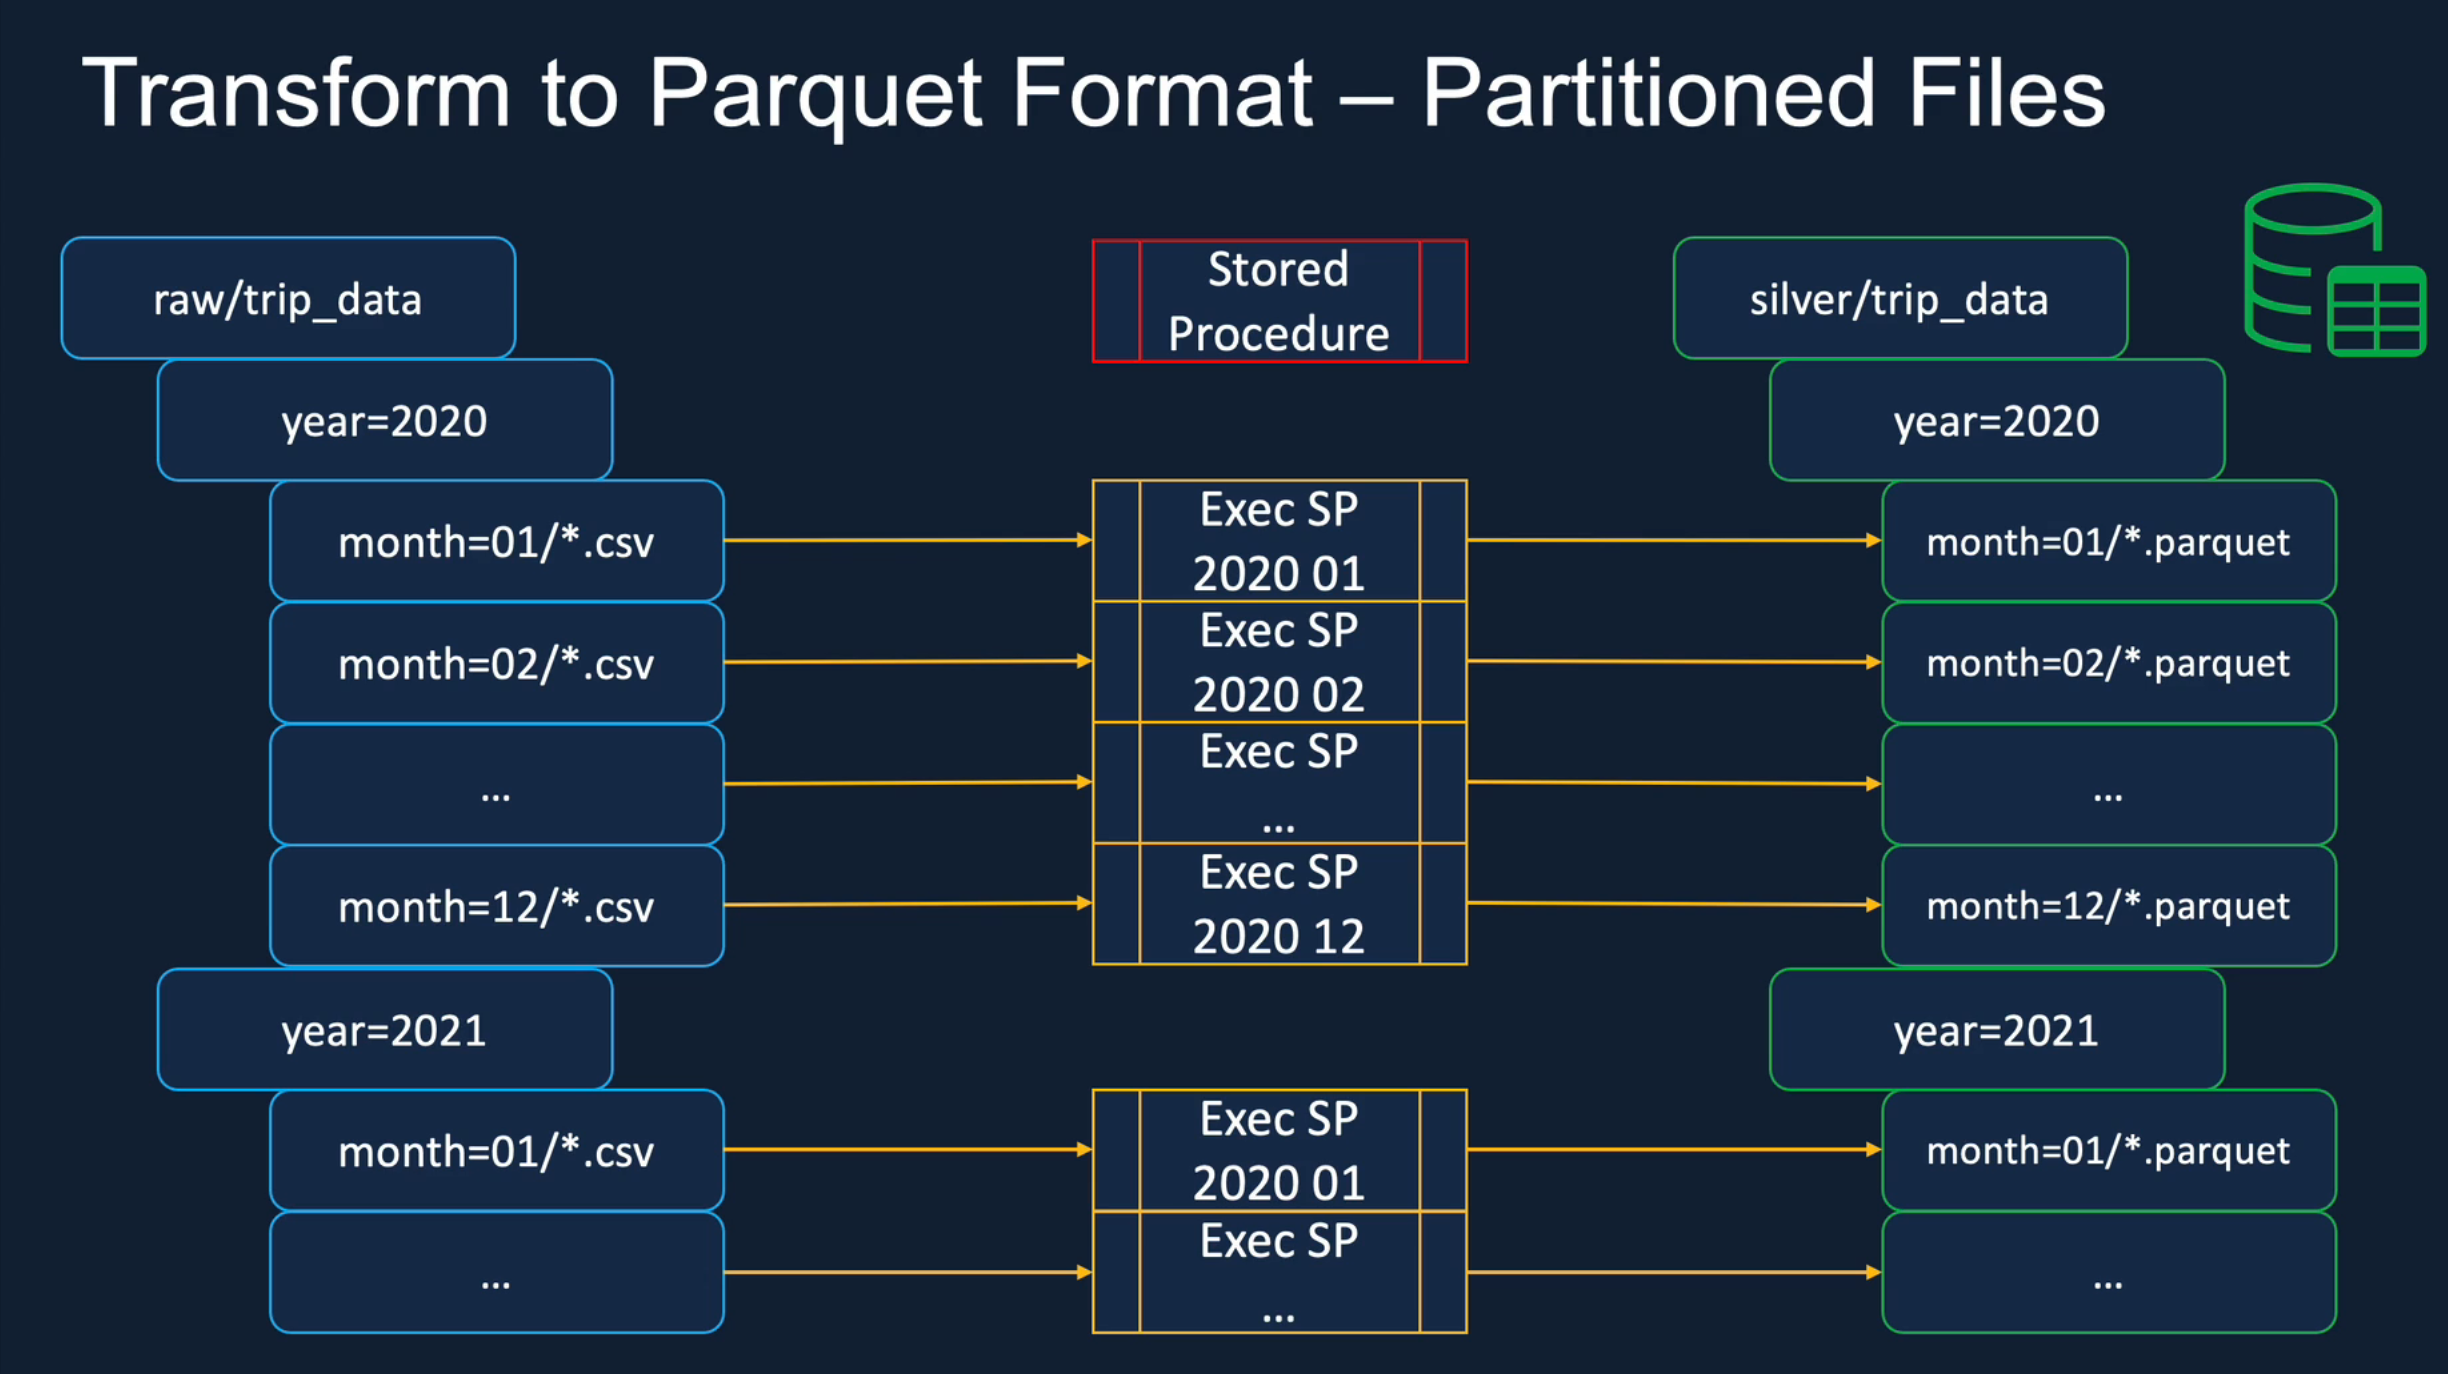 Transform to Parquet Format – Partitioned Files
raw/trip_data
year=2020
month=01/*.csv
month=02/*.csv
...
month=12/*.csv
year=2021
month=01/*.csv
...
Stored
Procedure
Exec SP
2020 01
Exec SP
2020 02
Exec SP
...
Exec SP
2020 12
Exec SP
2020 01
Exec SP
...
silver/trip_data
year=2020
month=01/*.parquet
month=02/*.parquet
...
month=12/*.parquet
year=2021
month=01/*.parquet
...